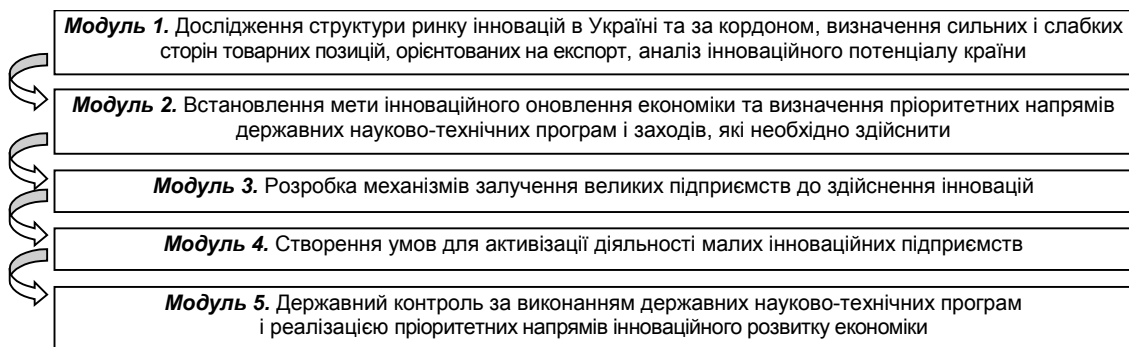 Модуль 1. Дослідження структури ринку інновацій в Україні та за кордоном, визначення сильних і слабких
сторін товарних позицій, орієнтованих на експорт, аналіз інноваційного потенціалу країни
Модуль 2. Встановлення мети інноваційного оновлення економіки та визначення пріоритетних напрямів
державних науково-технічних програм і заходів, які необхідно здійснити
Модуль 3. Розробка механізмів залучення великих підприємств до здійснення інновацій
Модуль 4. Створення умов для активізації діяльності малих інноваційних підприємств
Модуль 5. Державний контроль за виконанням державних науково-технічних програм
і реалізацією пріоритетних напрямів інноваційного розвитку економіки